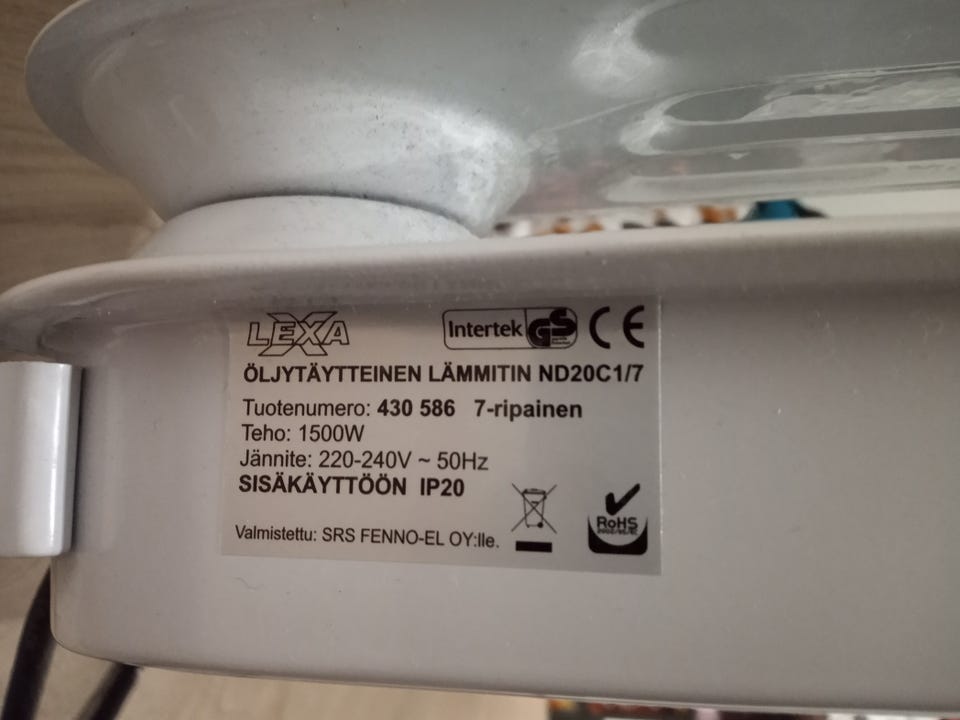 LEXA
Intertek GS CE
ÖLJYTÄYTTEINEN LÄMMITIN ND20C1/7
Tuotenumero: 430 586 7-ripainen
Teho: 1500W
Jännite: 220-240V ~ 50Hz
SISÄKÄYTTÖÖN IP20
Valmistettu: SRS FENNO-EL OY:lle.
RoHS